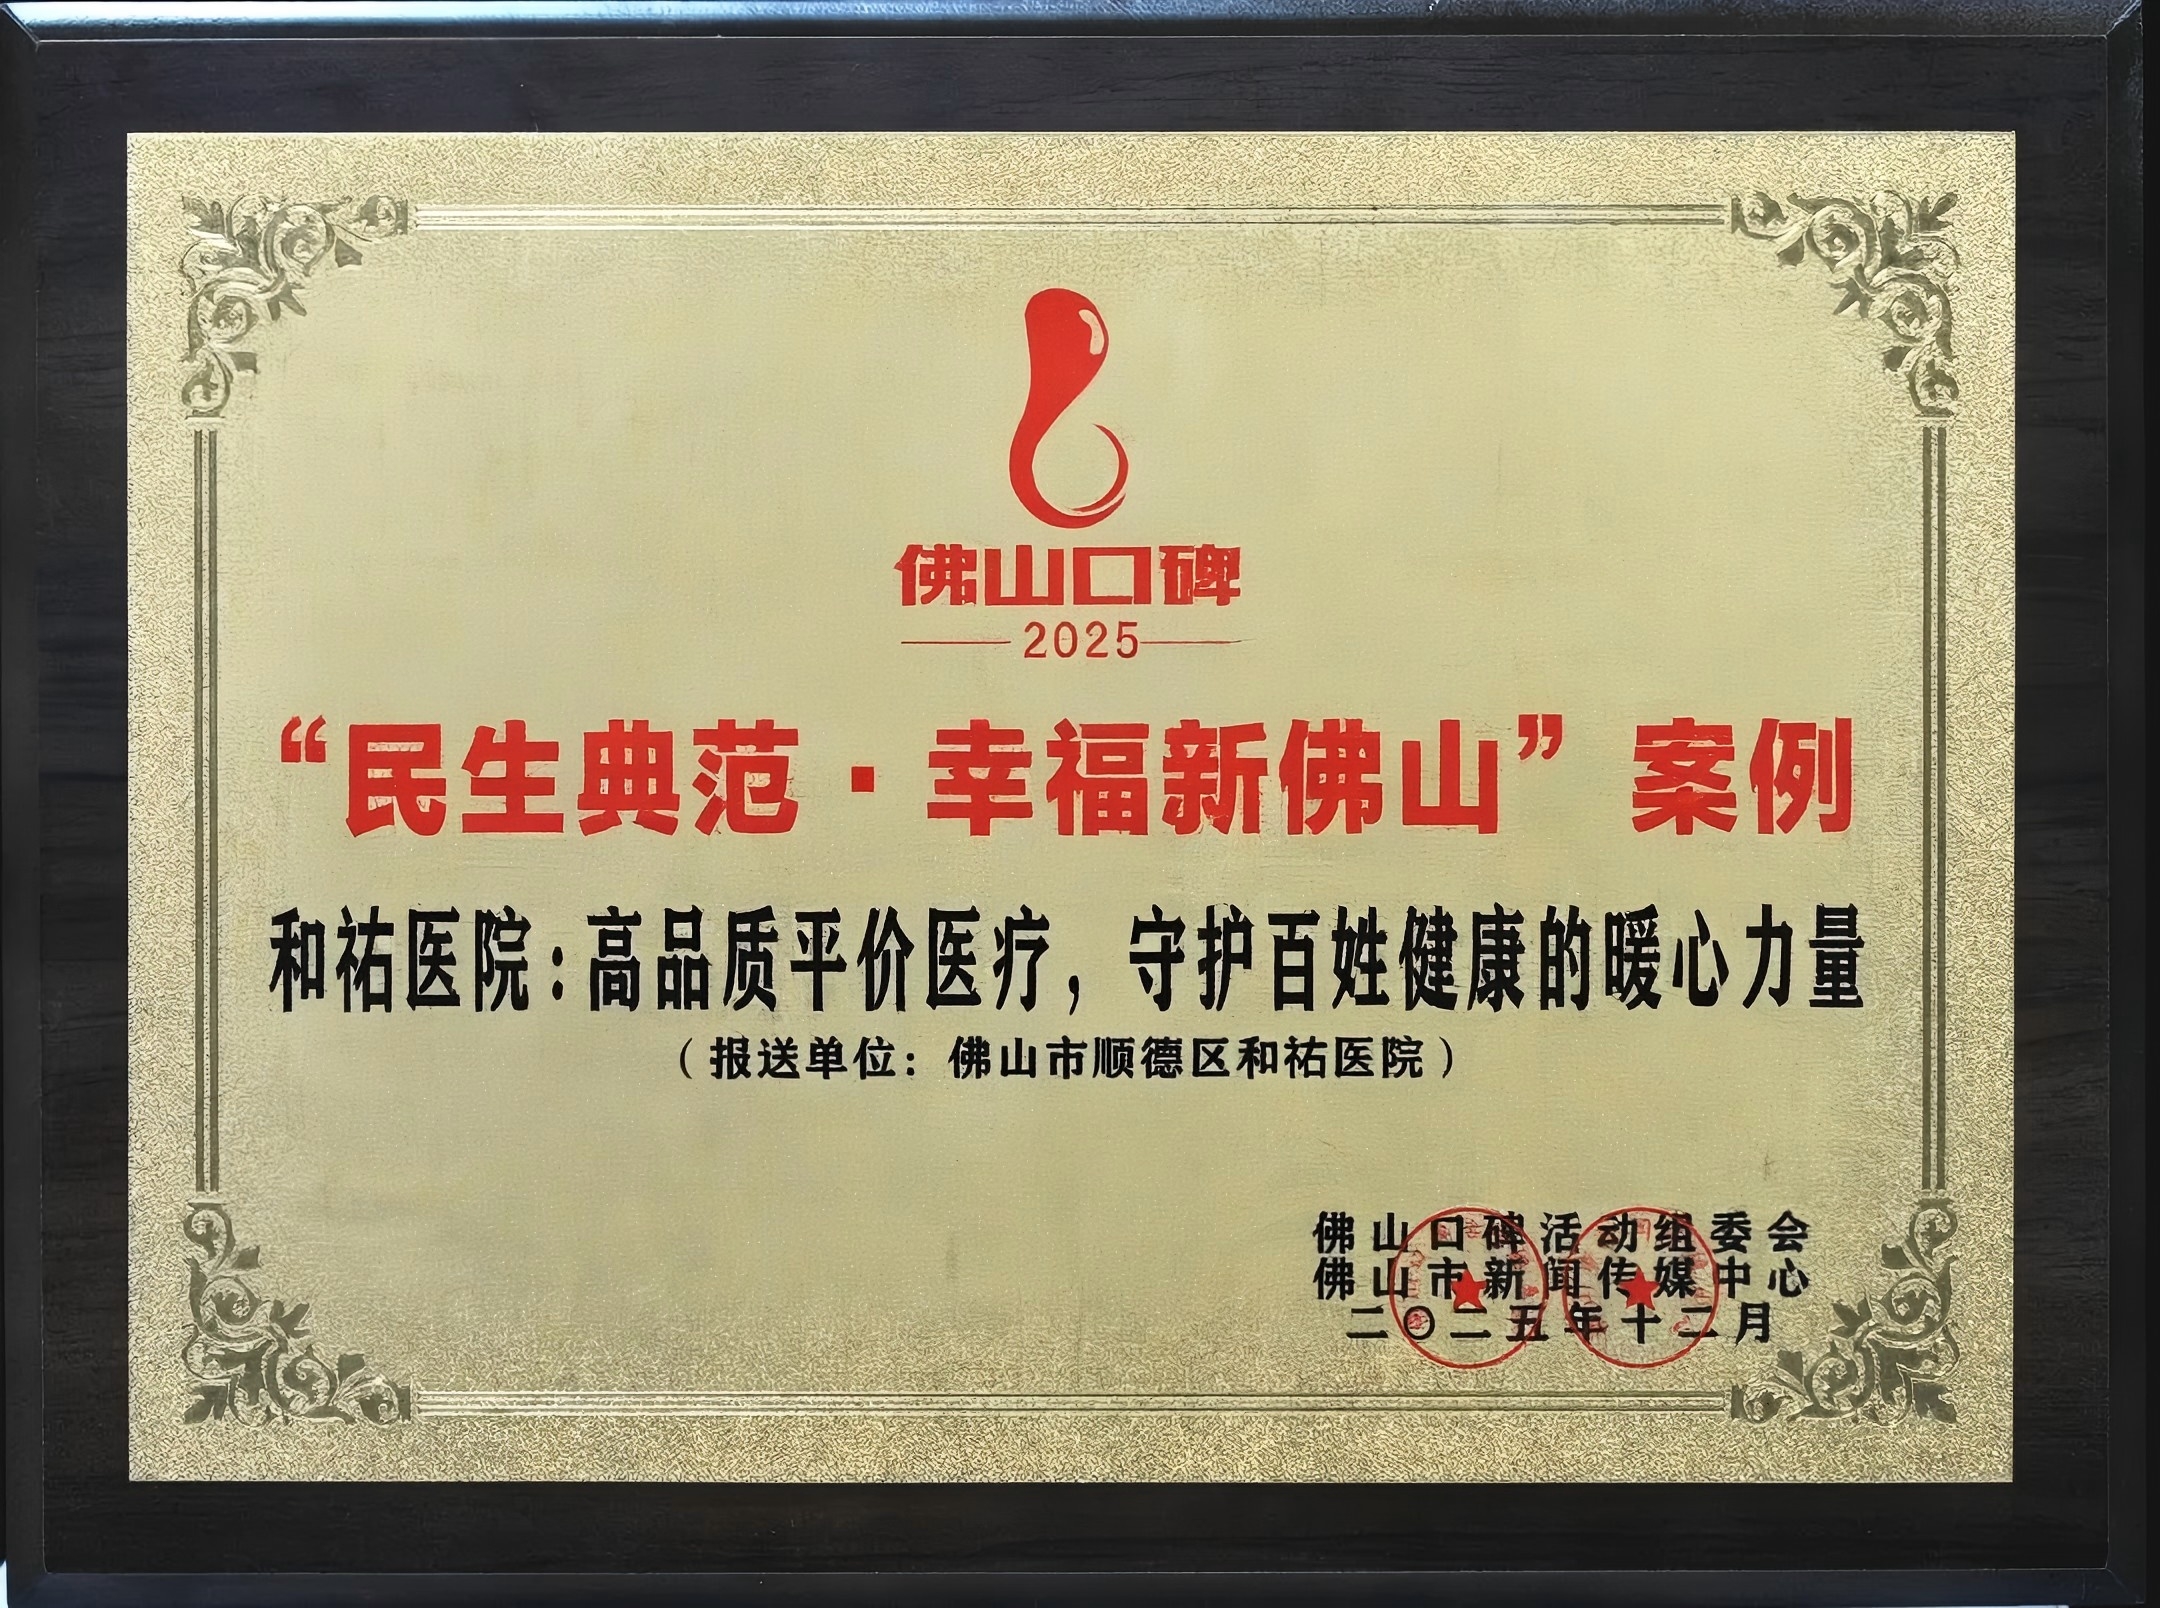 佛山口碑
2025
“民生典范·幸福新佛山”案例
和祐医院:高品质平价医疗，守护百姓健康的暖心力量
（报送单位：佛山市顺德区和祐医院）
佛山口碑活动组委会
佛山市新闻传媒中心
二〇二五年十二月